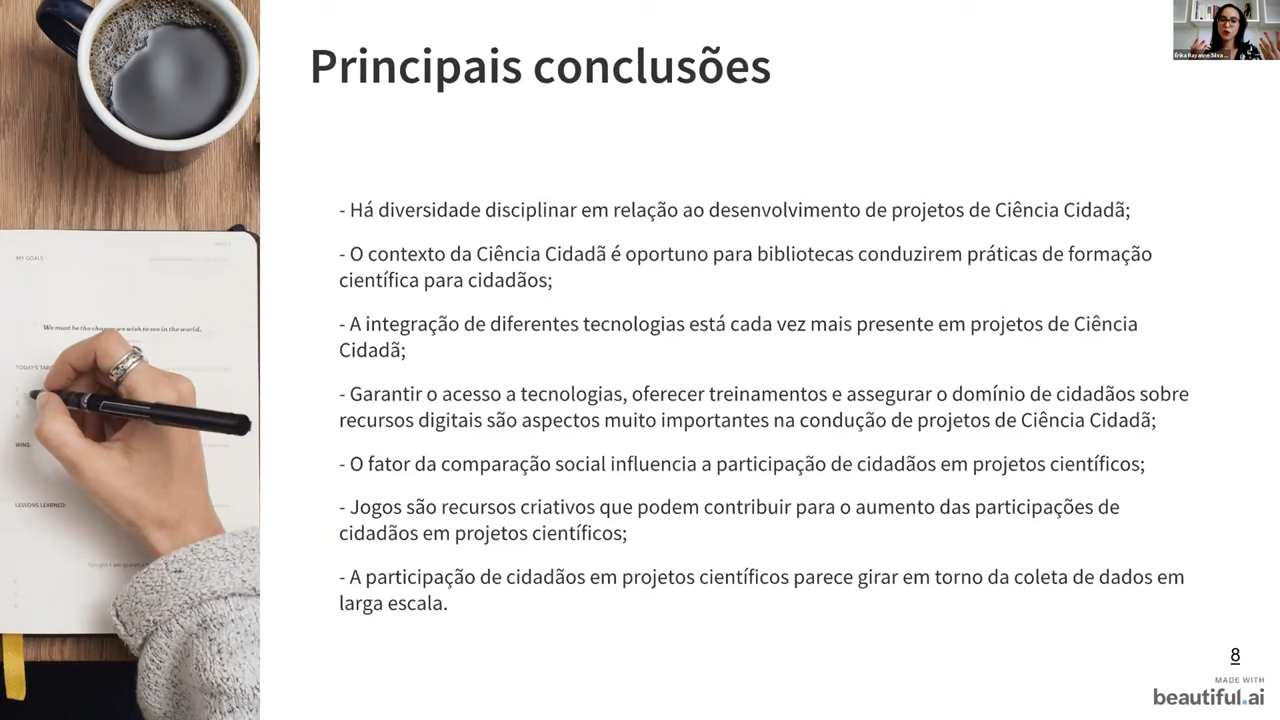 Principais conclusões
Érika Rayanne Silva ...
- Há diversidade disciplinar em relação ao desenvolvimento de projetos de Ciência Cidadã;
- O contexto da Ciência Cidadã é oportuno para bibliotecas conduzirem práticas de formação
científica para cidadãos;
- A integração de diferentes tecnologias está cada vez mais presente em projetos de Ciência
Cidadã;
- Garantir o acesso a tecnologias, oferecer treinamentos e assegurar o domínio de cidadãos sobre
recursos digitais são aspectos muito importantes na condução de projetos de Ciência Cidadã;
- O fator da comparação social influencia a participação de cidadãos em projetos científicos;
- Jogos são recursos criativos que podem contribuir para o aumento das participações de
cidadãos em projetos científicos;
- A participação de cidadãos em projetos científicos parece girar em torno da coleta de dados em
larga escala.
MY GOALS
We must be the change we wish to see in the world.
TODAY'S
WINS:
LESSONS LEARNED:
8
MADE WITH
beautiful.ai